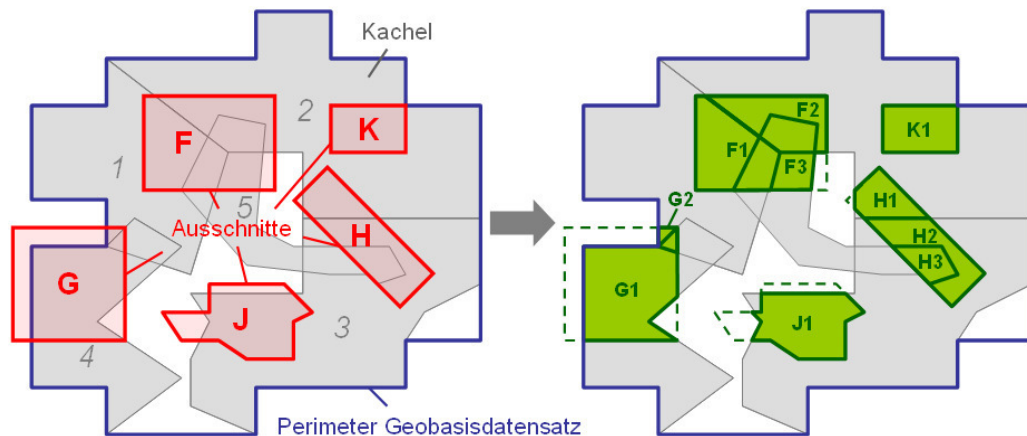 Kachel
2
F
K
1
5
Ausschnitte
H
G
J
3
4
Perimeter Geobasisdatensatz
F2
K1
F1
F3
G2
H1
H2
H3
G1
J1